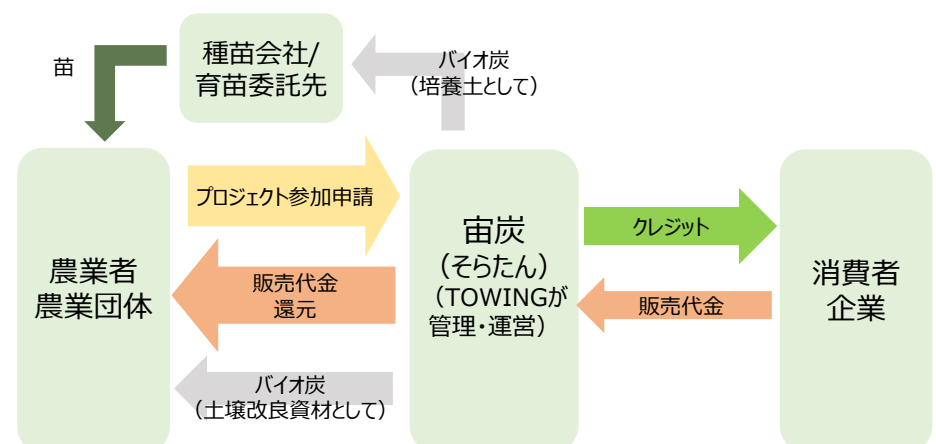 苗
種苗会社/
育苗委託先
バイオ炭
（培養土として）
農業者
農業団体
プロジェクト参加申請
販売代金
還元
バイオ炭
（土壌改良資材として）
宙炭
（そらたん）
（TOWINGが
管理・運営）
クレジット
販売代金
消費者
企業